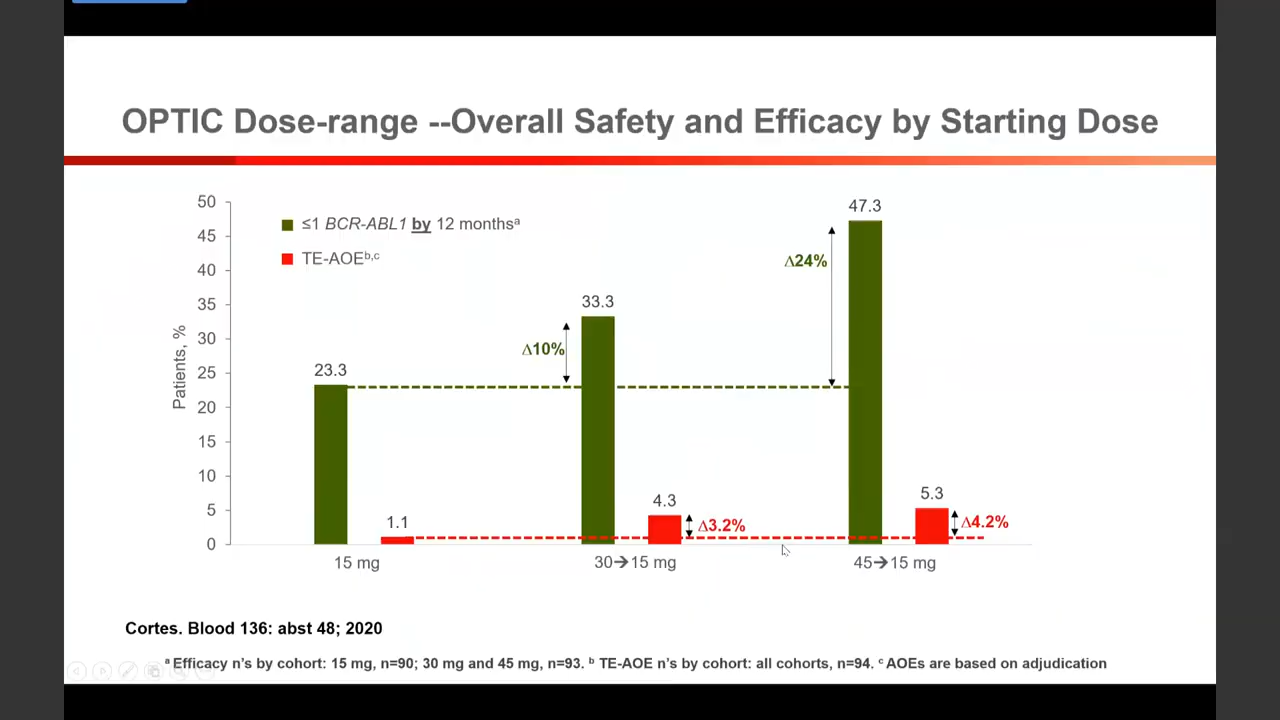 OPTIC Dose-range --Overall Safety and Efficacy by Starting Dose
50
45
40
35
30
25
20
15
10
5
0
Patients, %
≤1 BCR-ABL1 by 12 monthsᵃ
TE-AOEᵇ,ᶜ
23.3
1.1
Δ10%
33.3
4.3
Δ3.2%
Δ24%
47.3
5.3
Δ4.2%
15 mg
30➔15 mg
45➔15 mg
Cortes. Blood 136: abst 48; 2020
ᵃ Efficacy n's by cohort: 15 mg, n=90; 30 mg and 45 mg, n=93. ᵇ TE-AOE n's by cohort: all cohorts, n=94. ᶜ AOEs are based on adjudication